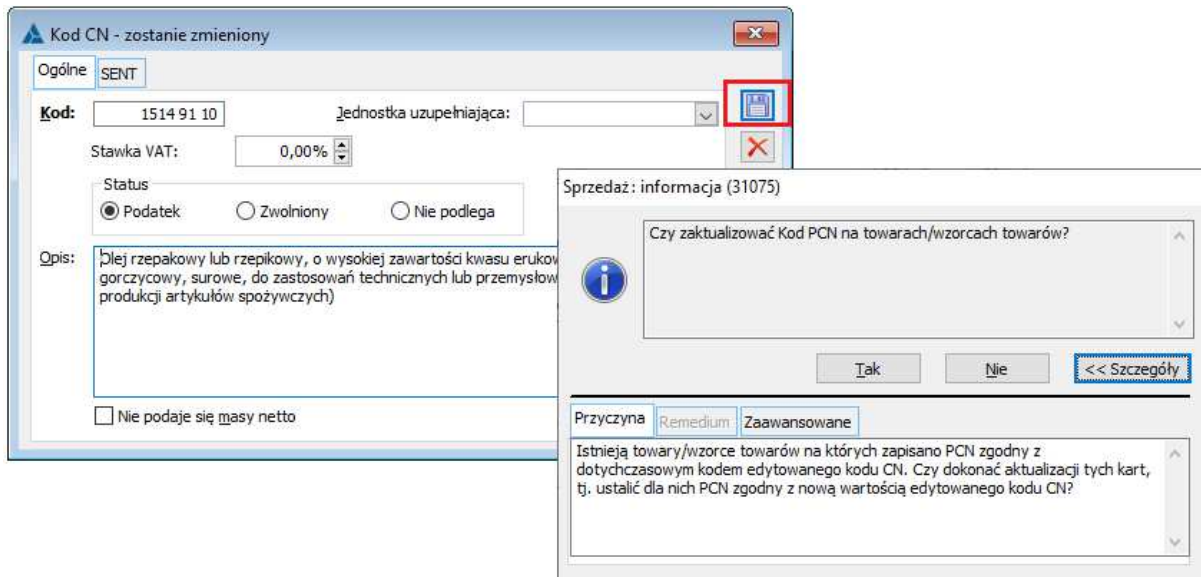 Kod CN - zostanie zmieniony
Ogólne SENT
Kod: 1514 91 10 Jednostka uzupełniająca:
Stawka VAT: 0,00%
Status
Podatek Zwolniony Nie podlega
Opis: Olej rzepakowy lub rzepikowy, o wysokiej zawartości kwasu
gorczycowy, surowe, do zastosowań technicznych lub
produkcji artykułów spożywczych)
Nie podaje się masy netto
Sprzedaż: informacja (31075)
Czy zaktualizować Kod PCN na towarach/wzorcach towarów?
Tak Nie << Szczegóły
Przyczyna Remedium Zaawansowane
Istnieją towary/wzorce towarów na których zapisano PCN zgodny z
dotychczasowym kodem edytowanego kodu CN. Czy dokonać aktualizacji tych kart,
tj. ustalić dla nich PCN zgodny z nową wartością edytowanego kodu CN?